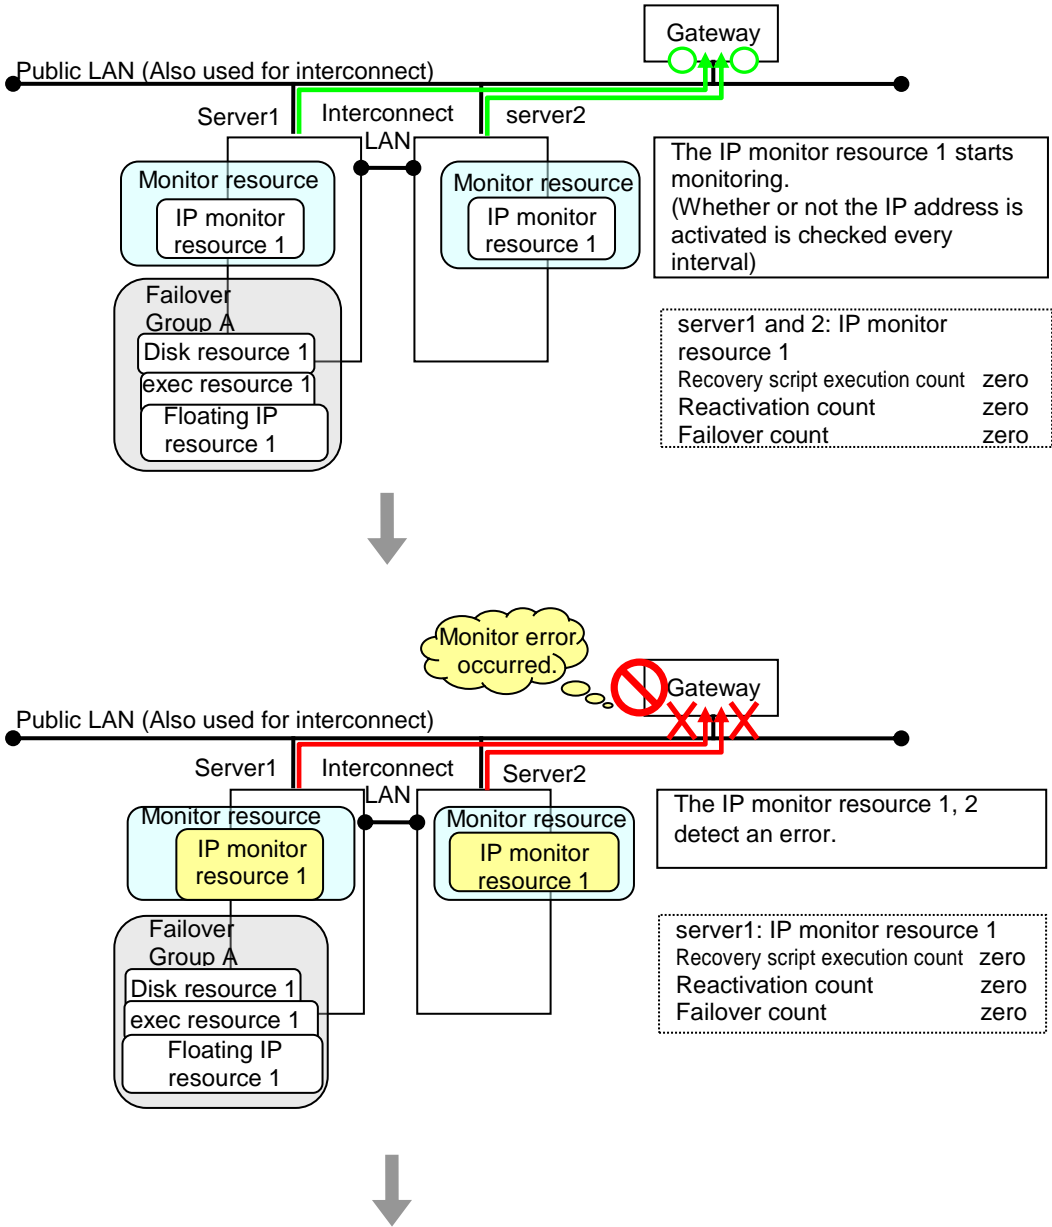 Gateway
Public LAN (Also used for interconnect)
Server1
Interconnect
LAN
server2
Monitor resource
IP monitor
resource 1
Monitor resource
IP monitor
resource 1
The IP monitor resource 1 starts
monitoring.
(Whether or not the IP address is
activated is checked every
interval)
Failover
Group A
Disk resource 1
exec resource 1
Floating IP
resource 1
server1 and 2: IP monitor
resource 1
Recovery script execution count zero
Reactivation count zero
Failover count zero
Monitor error
occurred.
Gateway
Public LAN (Also used for interconnect)
Server1
Interconnect
LAN
Server2
Monitor resource
IP monitor
resource 1
Monitor resource
IP monitor
resource 1
The IP monitor resource 1, 2
detect an error.
Failover
Group A
Disk resource 1
exec resource 1
Floating IP
resource 1
server1: IP monitor resource 1
Recovery script execution count zero
Reactivation count zero
Failover count zero